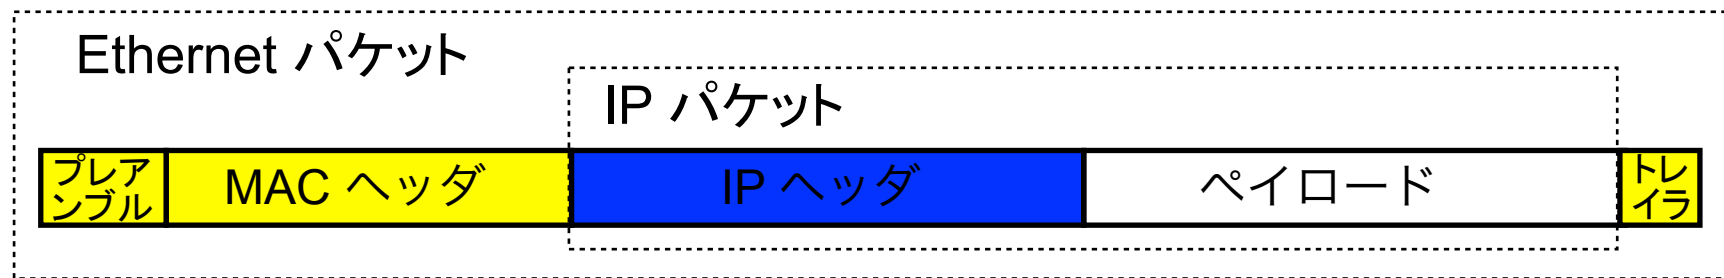 Ethernet パケット
IP パケット
プレア
ンブル
MAC ヘッダ
IP ヘッダ
ペイロード
トレ
イラ